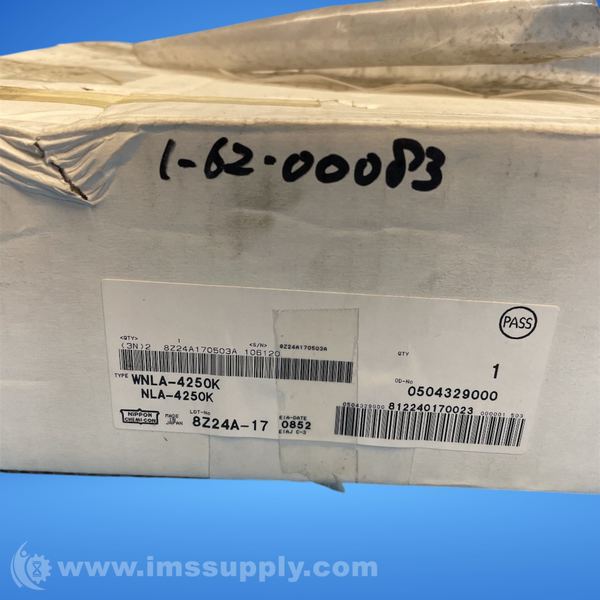 1-62-00083
PASS
<QTY> 1 <S/N> 8Z24A170503A
(3N)2 8Z24A170503A 106120
QTY 1
TYPE WNLA-4250K
NLA-4250K
OD-No 0504329000
0504329000 812240170023 000001 503
NIPPON CHEMI-CON MADE IN JAPAN LOT-No 8Z24A-17 EIA-DATE 0852
EIAJ C-3
www.imssupply.com